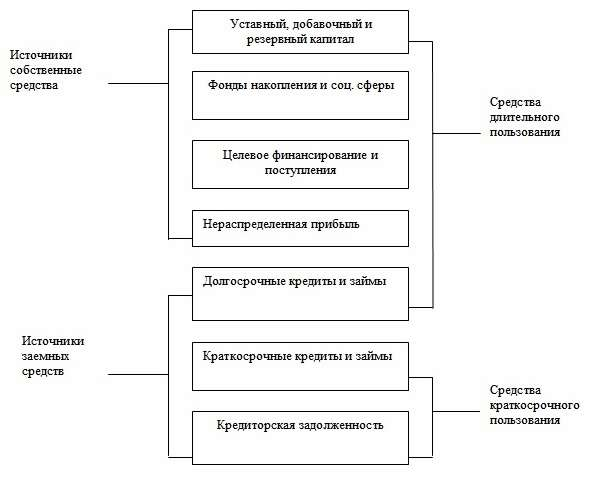 Уставный, добавочный и
резервный капитал
Источники
собственные
средства
Фонды накопления и соц. сферы
Средства
длительного
пользования
Целевое финансирование и
поступления
Нераспределенная прибыль
Долгосрочные кредиты и займы
Источники
заемных
средств
Краткосрочные кредиты и займы
Средства
краткосрочного
пользования
Кредиторская задолженность